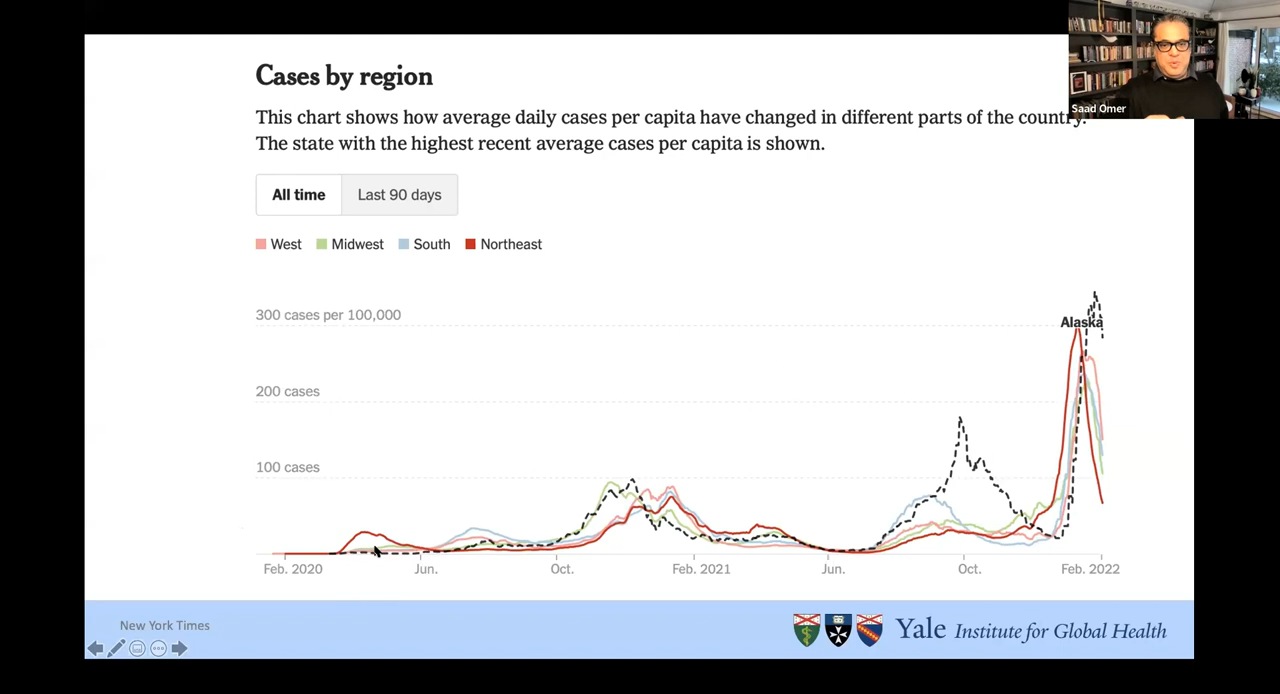 Cases by region
This chart shows how average daily cases per capita have changed in different parts of the country.
The state with the highest recent average cases per capita is shown.
All time
Last 90 days
West
Midwest
South
Northeast
300 cases per 100,000
200 cases
100 cases
Alaska
Feb. 2020
Jun.
Oct.
Feb. 2021
Jun.
Oct.
Feb. 2022
New York Times
Yale Institute for Global Health
Saad Omer